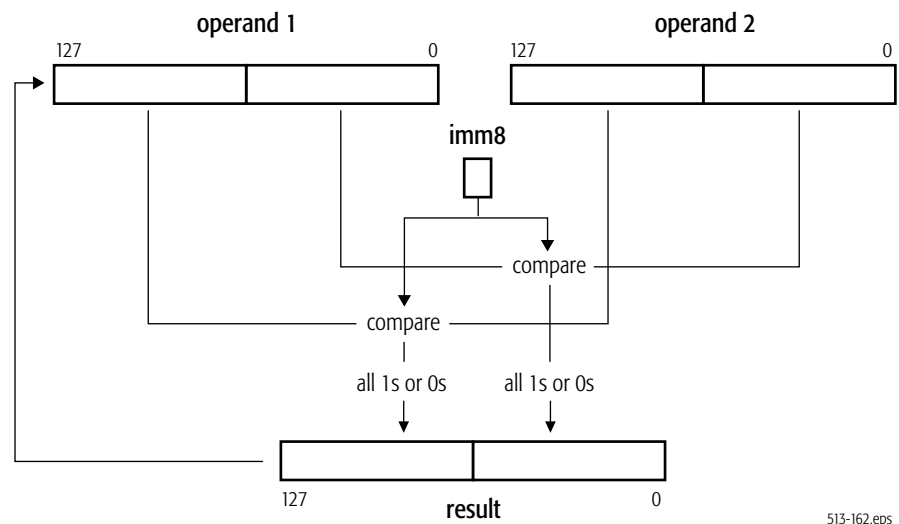 operand 1
operand 2
127 0
127 0
imm8
compare
compare
all 1s or 0s
all 1s or 0s
127 0
result
513-162.eps